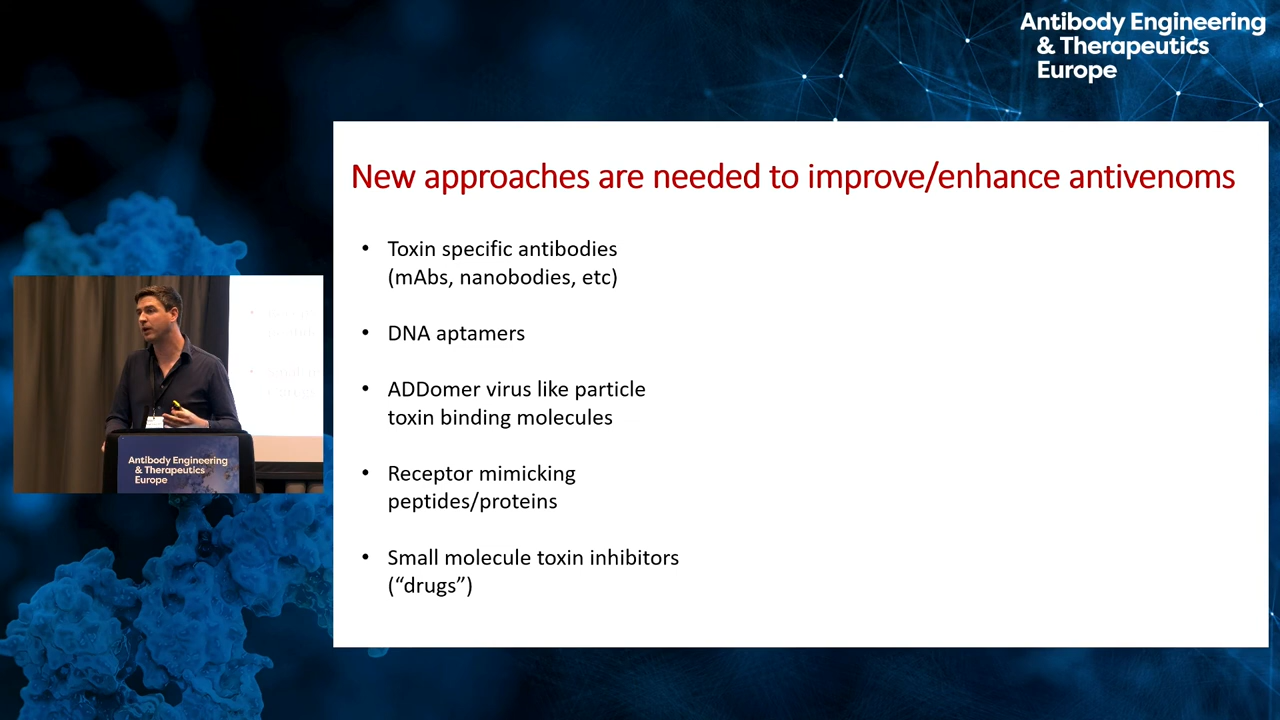 Antibody Engineering
& Therapeutics
Europe
New approaches are needed to improve/enhance antivenoms
• Toxin specific antibodies
(mAbs, nanobodies, etc)
• DNA aptamers
• ADDomer virus like particle
toxin binding molecules
• Receptor mimicking
peptides/proteins
• Small molecule toxin inhibitors
(“drugs”)
Antibody Engineering
& Therapeutics
Europe